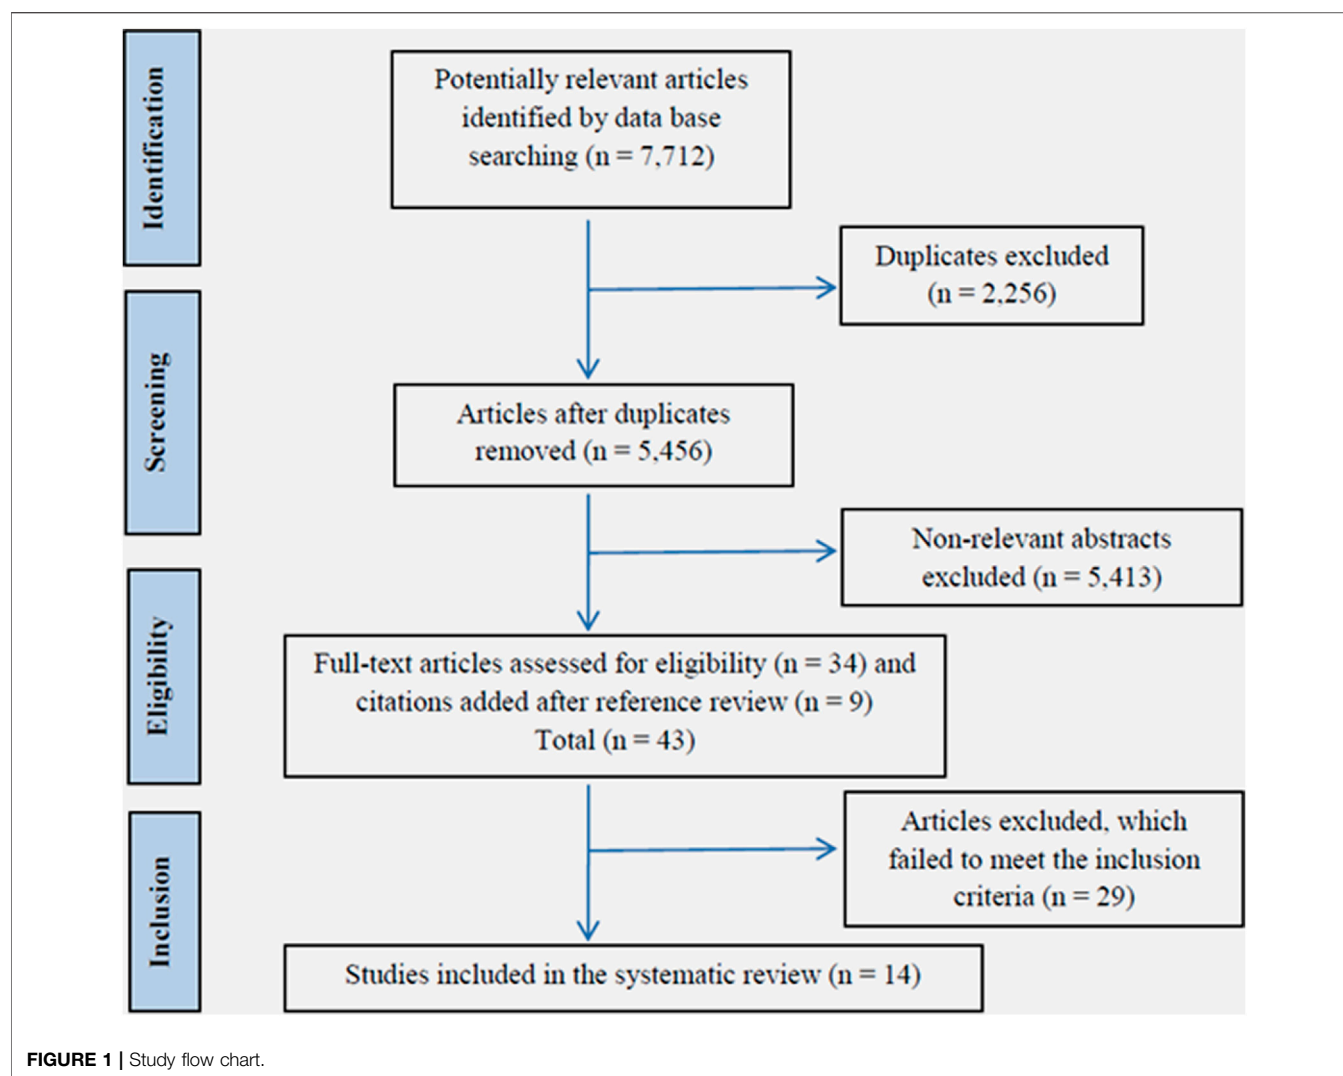 Identification
Potentially relevant articles
identified by data base
searching (n = 7,712)
Duplicates excluded
(n = 2,256)
Screening
Articles after duplicates
removed (n = 5,456)
Non-relevant abstracts
excluded (n = 5,413)
Eligibility
Full-text articles assessed for eligibility (n = 34) and
citations added after reference review (n = 9)
Total (n = 43)
Articles excluded, which
failed to meet the inclusion
criteria (n = 29)
Inclusion
Studies included in the systematic review (n = 14)
FIGURE 1 | Study flow chart.